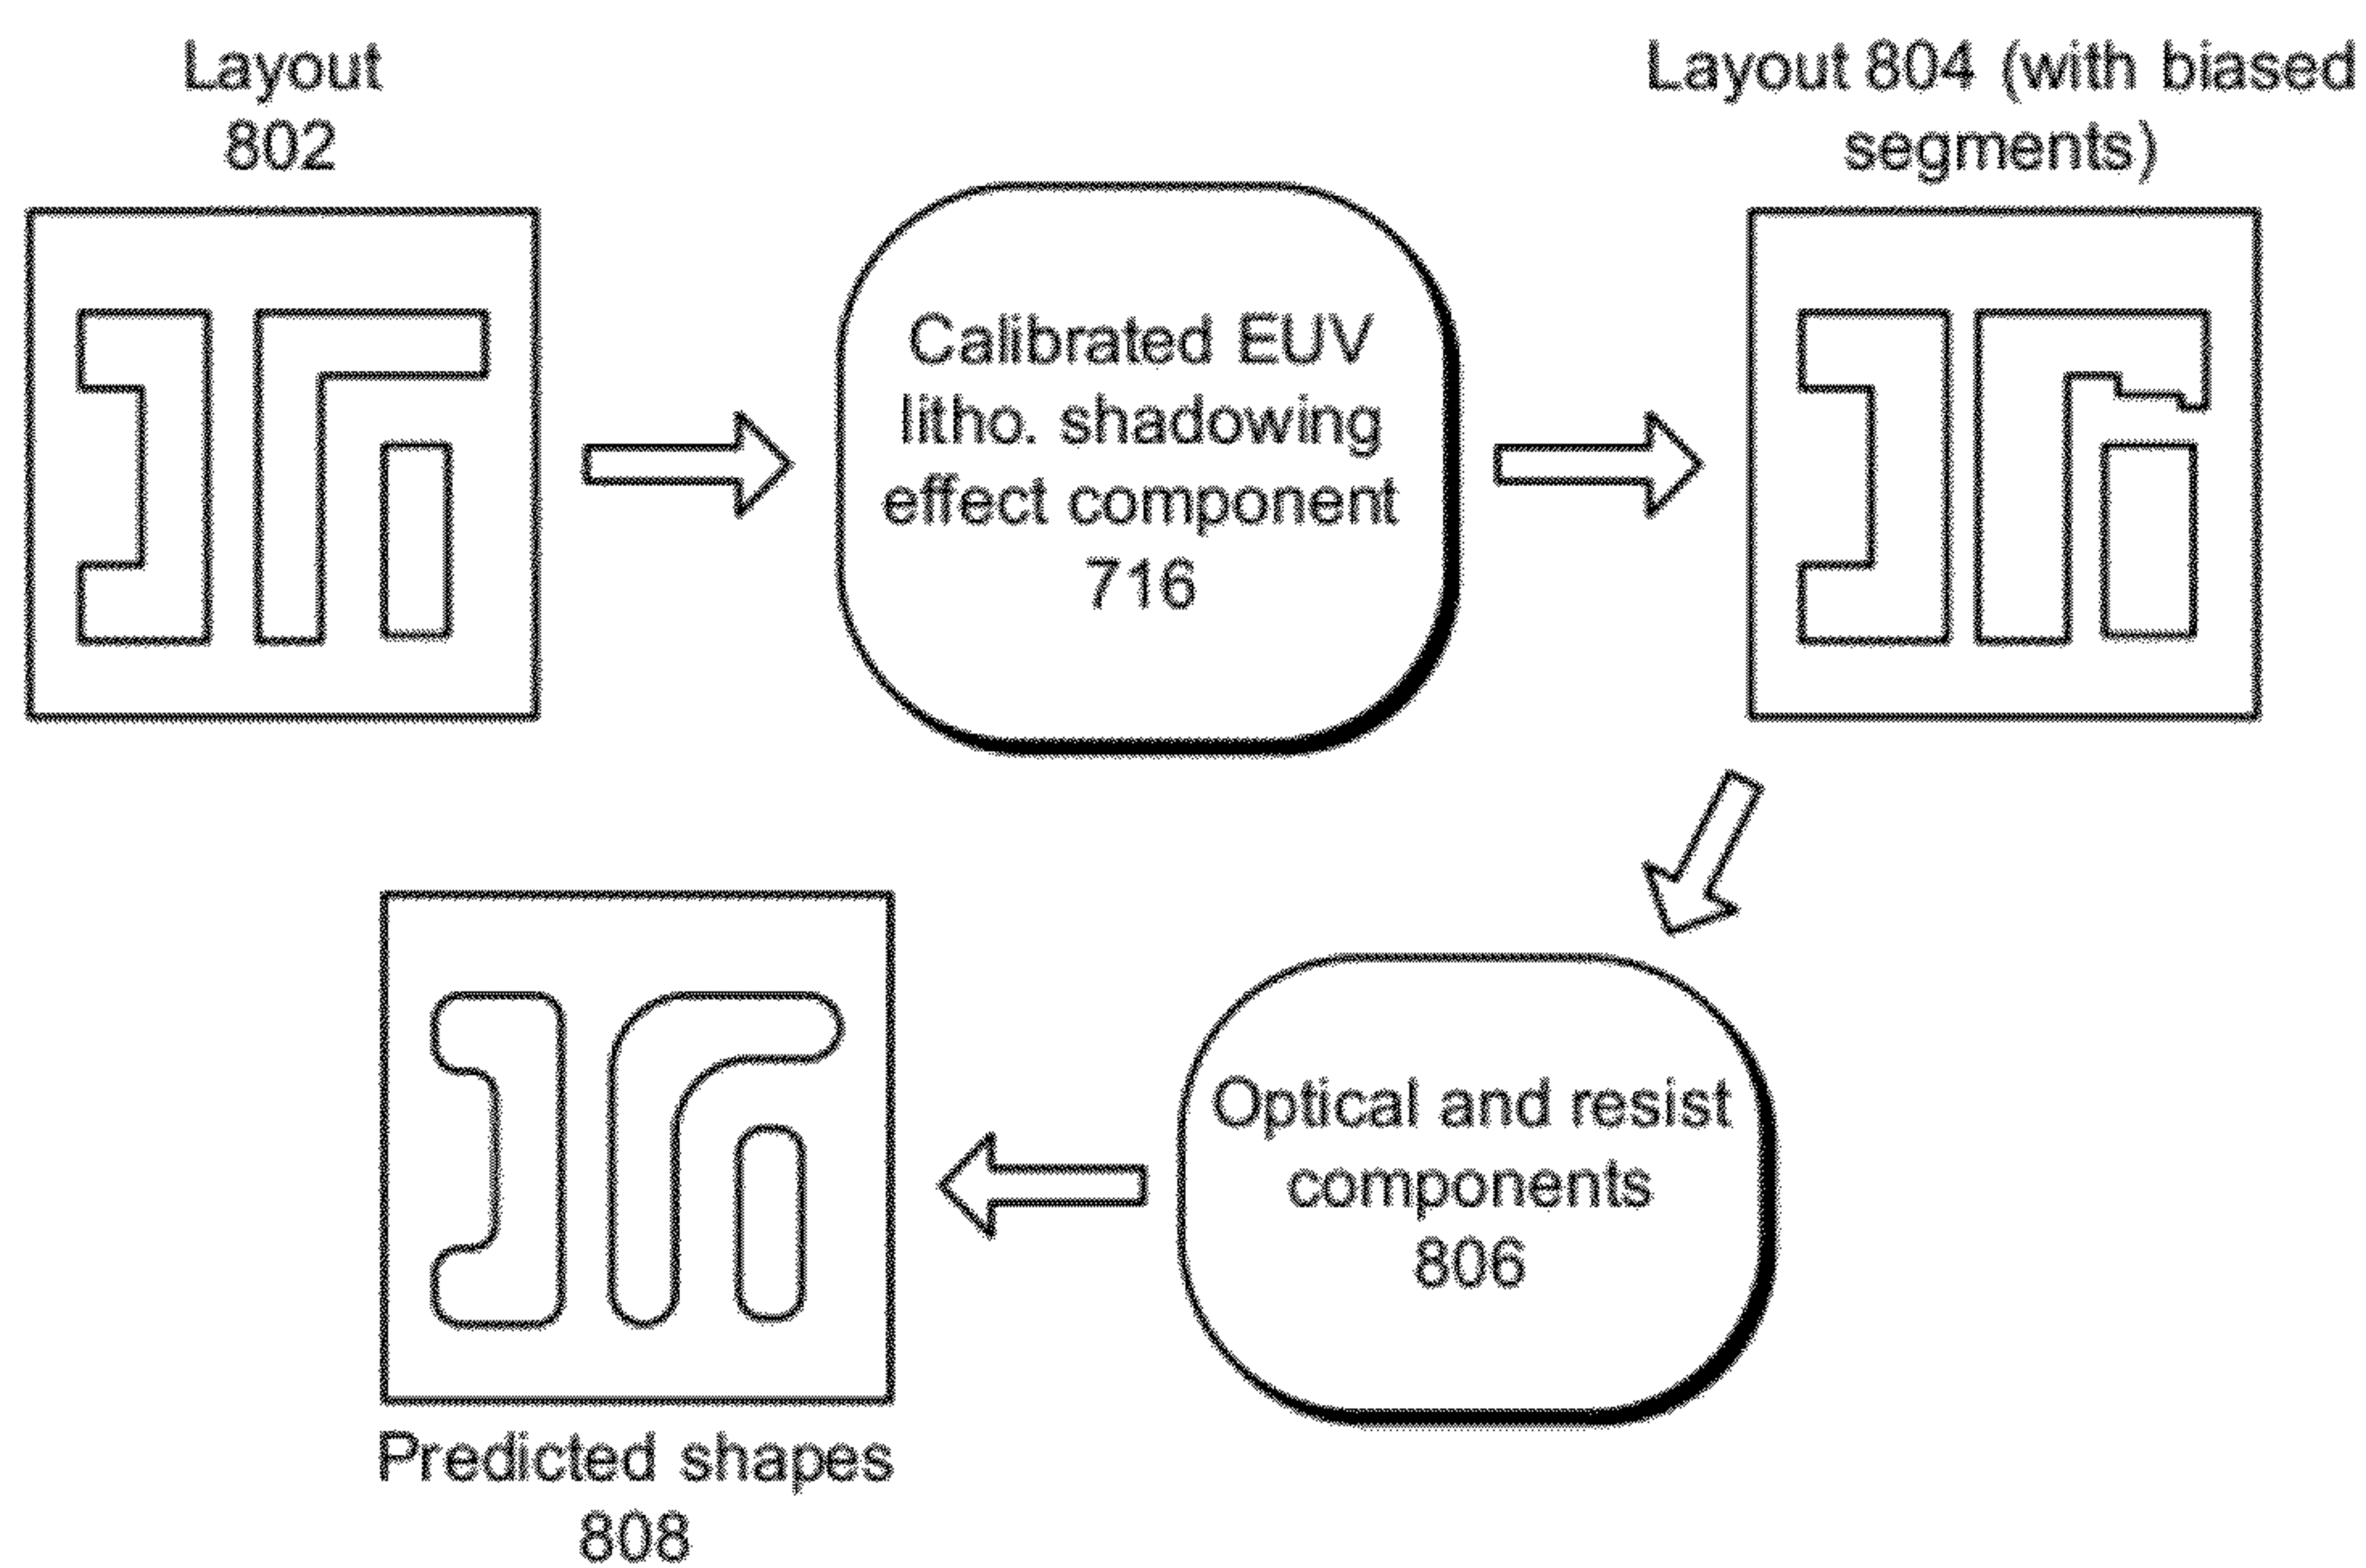 Layout
802
Layout 804 (with biased
segments)
Calibrated EUV
litho. shadowing
effect component
716
Optical and resist
components
806
Predicted shapes
808